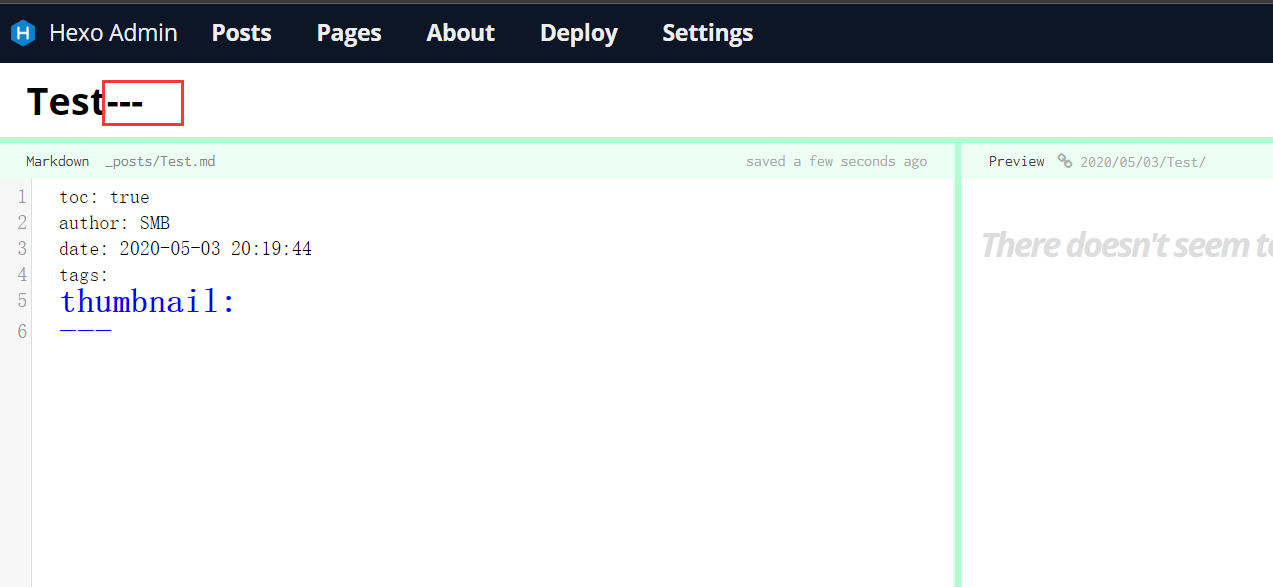 H Hexo Admin Posts Pages About Deploy Settings
Test---
Markdown _posts/Test.md saved a few seconds ago Preview 2020/05/03/Test/
1 toc: true
2 author: SMB
3 date: 2020-05-03 20:19:44
4 tags:
5 thumbnail:
6 ---
There doesn't seem